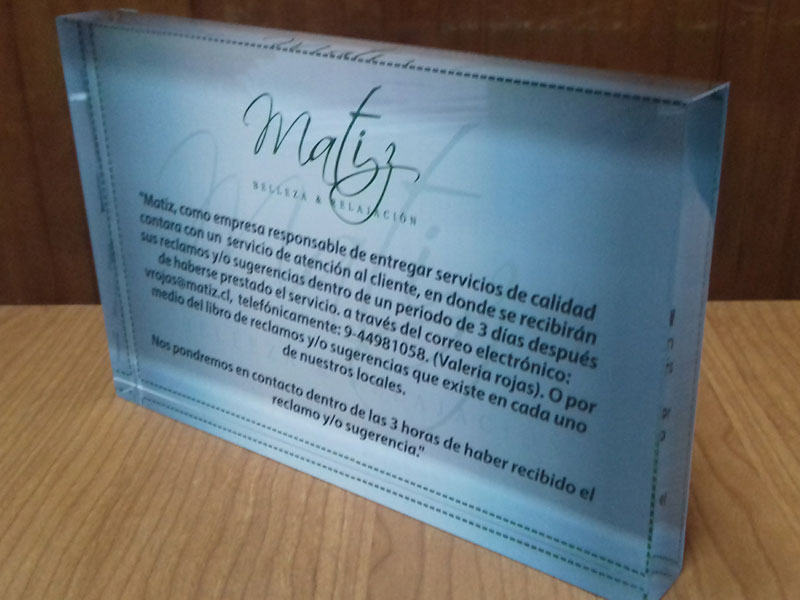 Matiz
BELLEZA & RELAJACIÓN
"Matiz, como empresa responsable de entregar servicios de calidad
contara con un servicio de atención al cliente, en donde se recibirán
sus reclamos y/o sugerencias dentro de un periodo de 3 días después
de haberse prestado el servicio. a través del correo electrónico:
vrojas@matiz.cl, telefónicamente: 9-44981058. (Valeria rojas). O por
medio del libro de reclamos y/o sugerencias que existe en cada uno
de nuestros locales.
Nos pondremos en contacto dentro de las 3 horas de haber recibido el
reclamo y/o sugerencia."